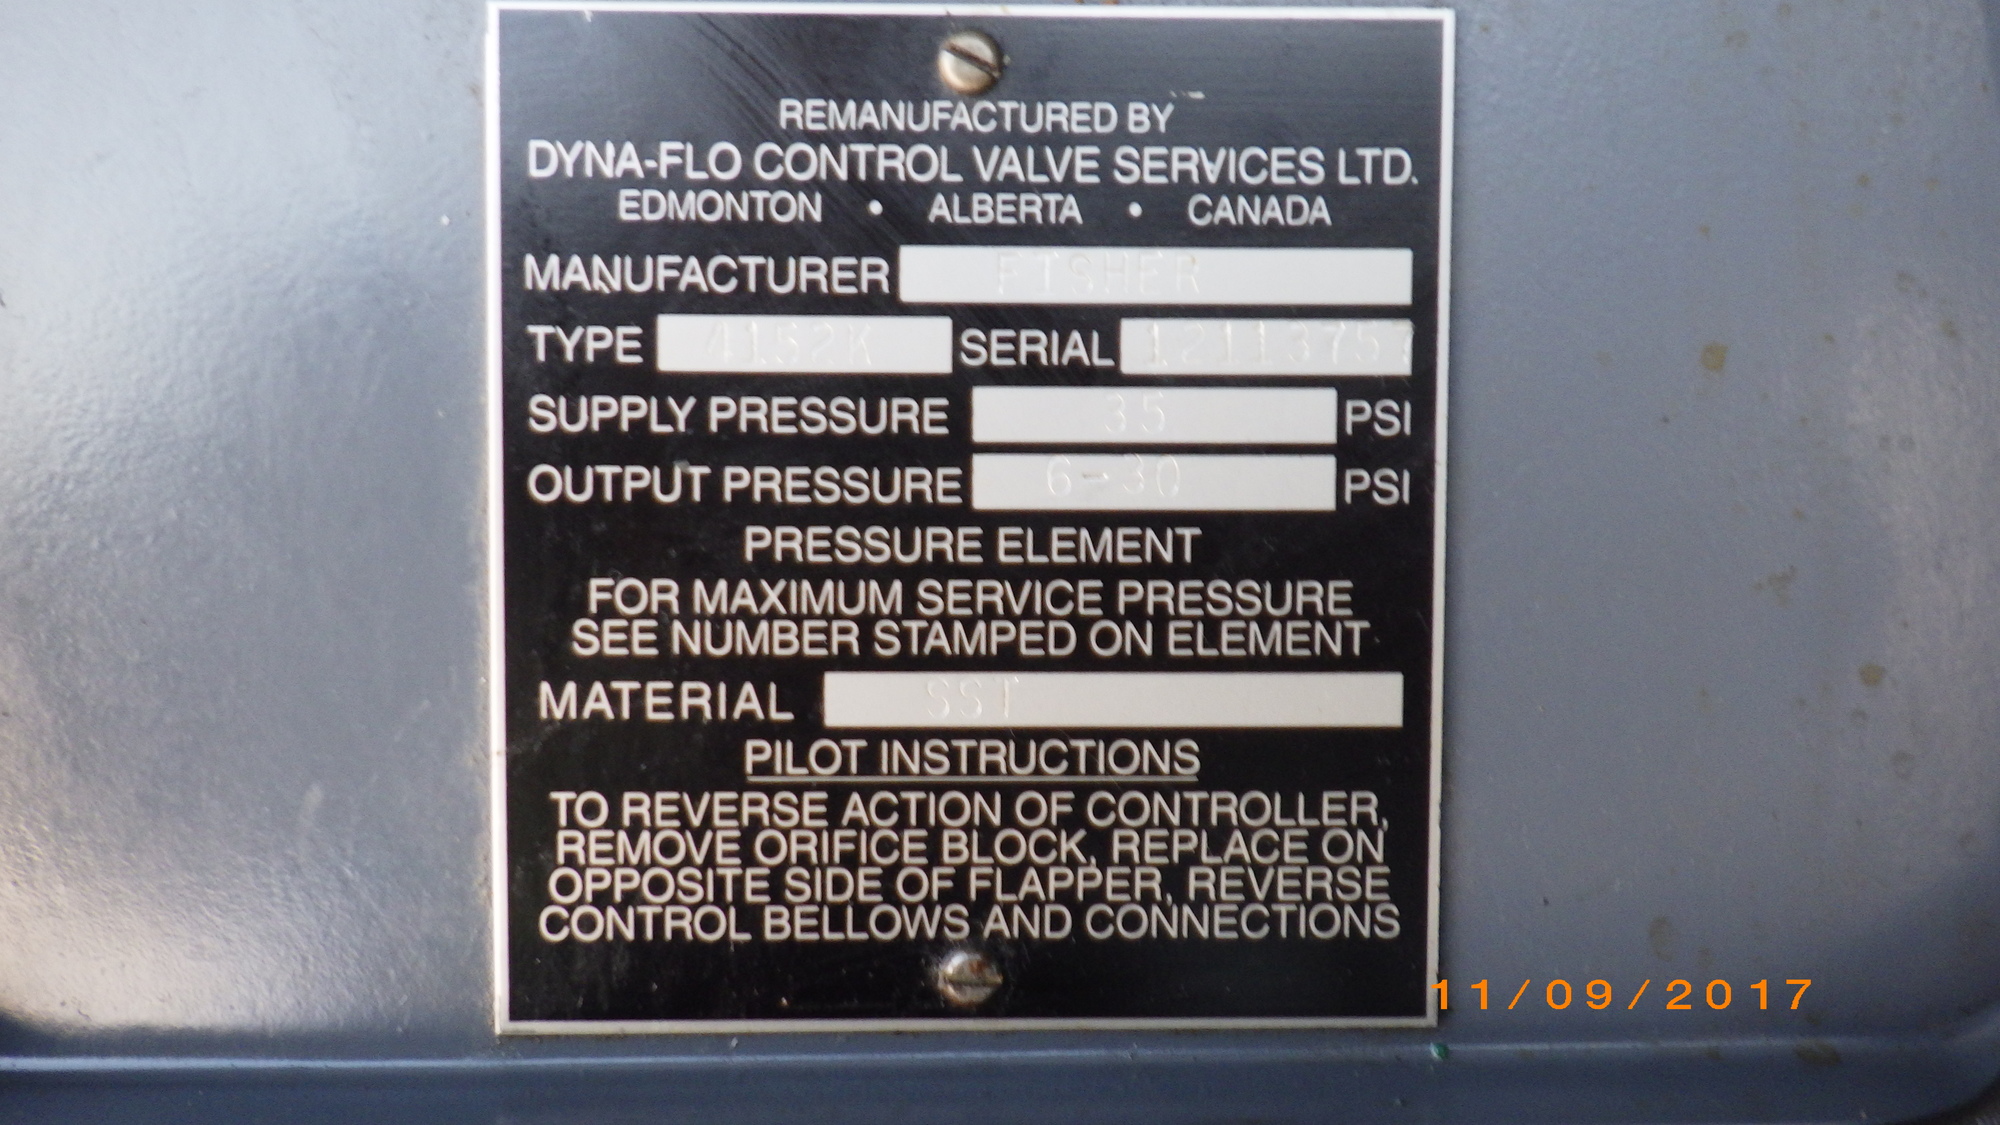 REMANUFACTURED BY
DYNA-FLO CONTROL VALVE SERVICES LTD.
EDMONTON • ALBERTA • CANADA
MANUFACTURER FISHER
TYPE 4152K SERIAL 12113757
SUPPLY PRESSURE 35 PSI
OUTPUT PRESSURE 6-30 PSI
PRESSURE ELEMENT
FOR MAXIMUM SERVICE PRESSURE
SEE NUMBER STAMPED ON ELEMENT
MATERIAL SST
PILOT INSTRUCTIONS
TO REVERSE ACTION OF CONTROLLER,
REMOVE ORIFICE BLOCK, REPLACE ON
OPPOSITE SIDE OF FLAPPER, REVERSE
CONTROL BELLOWS AND CONNECTIONS
11/09/2017